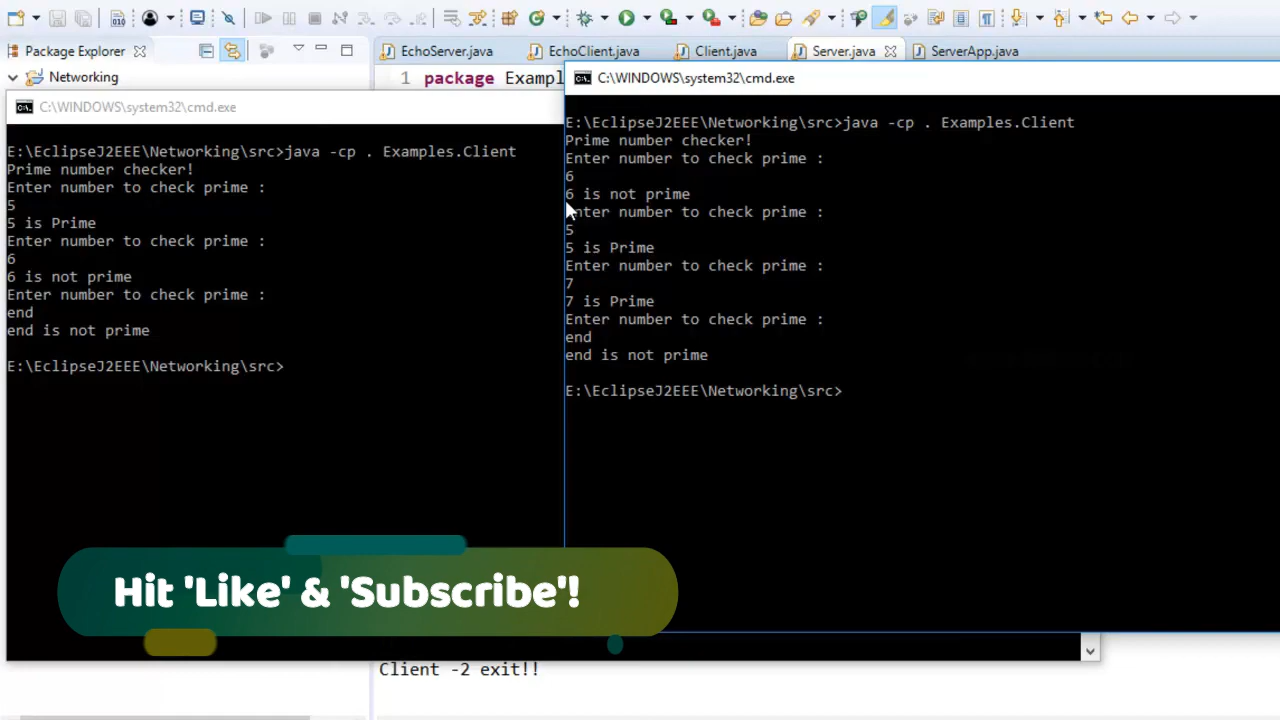 Package Explorer
EchoServer.java
EchoClient.java
Client.java
Server.java
ServerApp.java
Networking
1 package Exampl
C:\WINDOWS\system32\cmd.exe
E:\EclipseJ2EEE\Networking\src>java -cp . Examples.Client
Prime number checker!
Enter number to check prime :
5
5 is Prime
Enter number to check prime :
6
6 is not prime
Enter number to check prime :
end
end is not prime
E:\EclipseJ2EEE\Networking\src>
C:\WINDOWS\system32\cmd.exe
E:\EclipseJ2EEE\Networking\src>java -cp . Examples.Client
Prime number checker!
Enter number to check prime :
6
6 is not prime
Enter number to check prime :
5
5 is Prime
Enter number to check prime :
7
7 is Prime
Enter number to check prime :
end
end is not prime
E:\EclipseJ2EEE\Networking\src>
Hit 'Like' & 'Subscribe'!
Client -2 exit!!